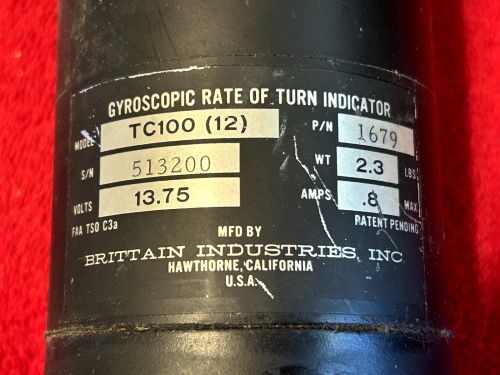 GYROSCOPIC RATE OF TURN INDICATOR
MODEL TC100 (12) P/N 1679
S/N 513200 WT 2.3 LBS
VOLTS 13.75 AMPS .8 MAX
FAA TSO C3a PATENT PENDING
MFD BY
BRITTAIN INDUSTRIES, INC
HAWTHORNE, CALIFORNIA
U.S.A.